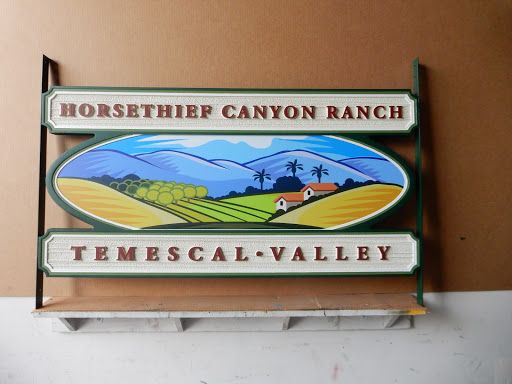 HORSETHIEF CANYON RANCH
TEMESCAL · VALLEY